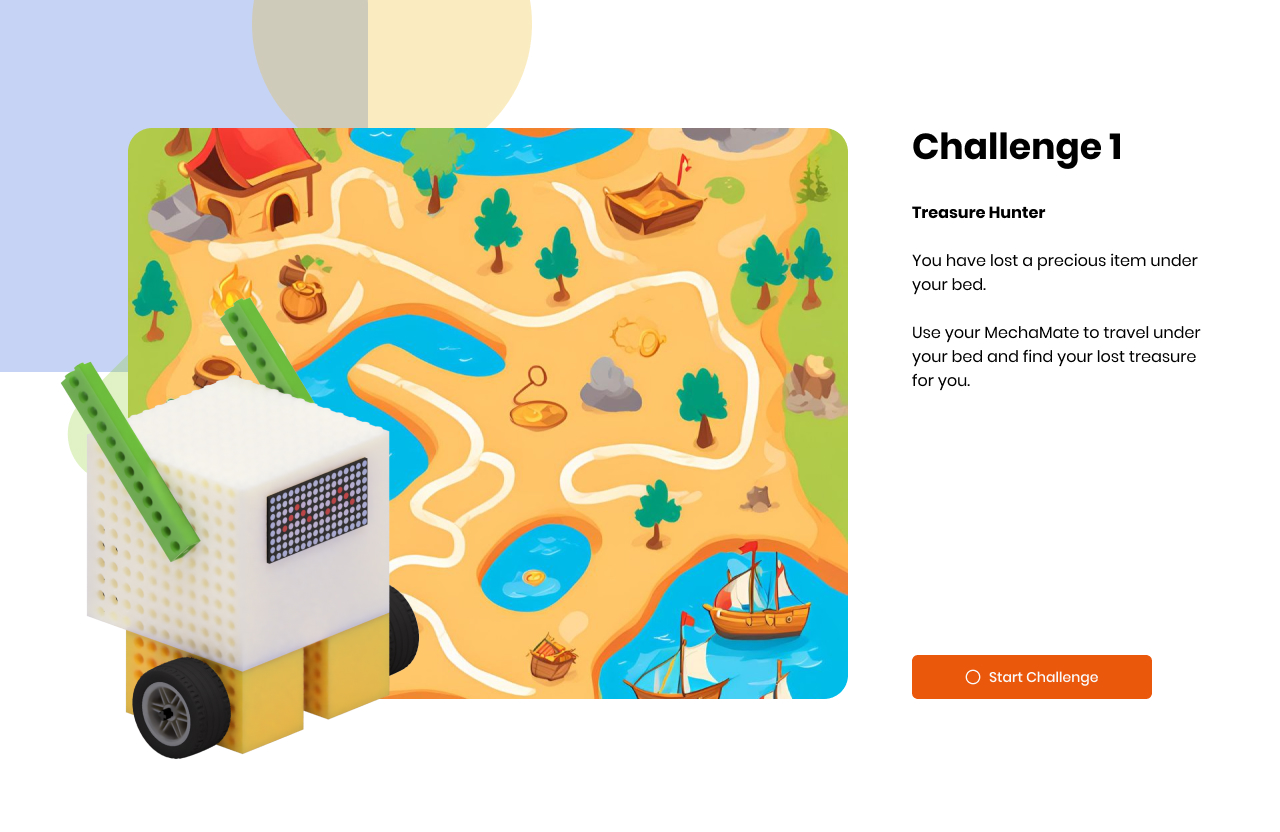 Challenge 1
Treasure Hunter
You have lost a precious item under
your bed.
Use your MechaMate to travel under
your bed and find your lost treasure
for you.
Start Challenge